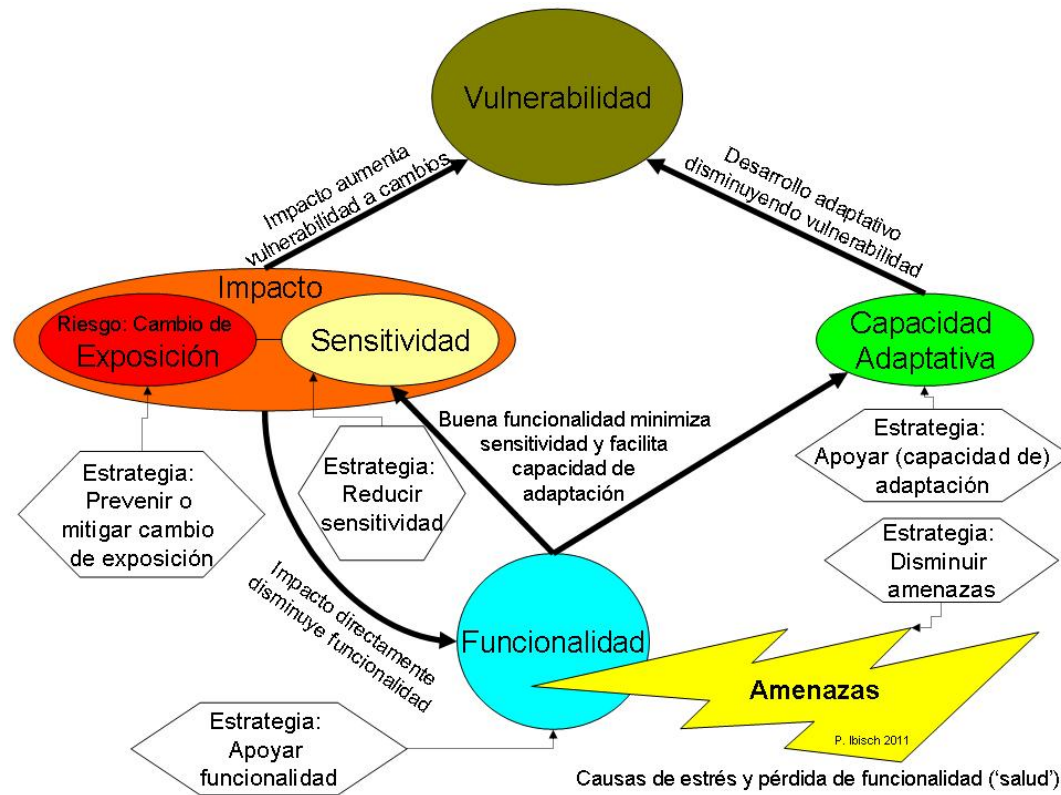 Vulnerabilidad
Impacto aumenta
vulnerabilidad a cambios
Desarrollo adaptativo
disminuyendo vulnerabilidad
Impacto
Riesgo: Cambio de
Exposición
Sensitividad
Capacidad
Adaptativa
Buena funcionalidad minimiza
sensitividad y facilita
capacidad de
adaptación
Estrategia:
Prevenir o
mitigar cambio
de exposición
Estrategia:
Reducir
sensitividad
Estrategia:
Apoyar (capacidad de)
adaptación
Estrategia:
Disminuir
amenazas
Impacto directamente
disminuye funcionalidad
Funcionalidad
Amenazas
P. Ibisch 2011
Estrategia:
Apoyar
funcionalidad
Causas de estrés y pérdida de funcionalidad (‘salud’)